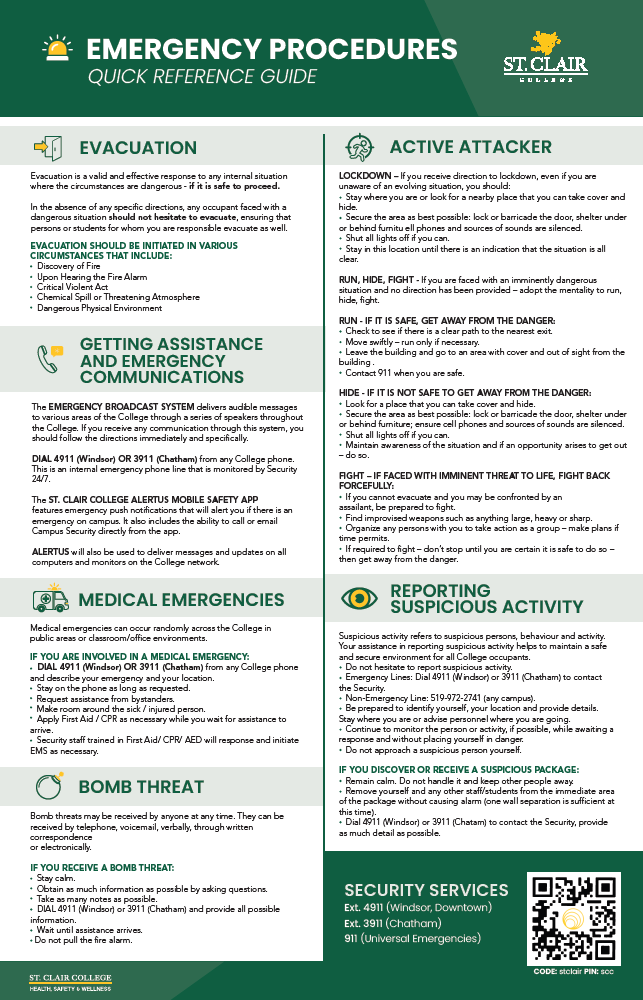 EMERGENCY PROCEDURES
QUICK REFERENCE GUIDE
ST. CLAIR
COLLEGE
EVACUATION
Evacuation is a valid and effective response to any internal situation
where the circumstances are dangerous - if it is safe to proceed.
In the absence of any specific directions, any occupant faced with a
dangerous situation should not hesitate to evacuate, ensuring that
persons or students for whom you are responsible evacuate as well.
EVACUATION SHOULD BE INITIATED IN VARIOUS
CIRCUMSTANCES THAT INCLUDE:
• Discovery of Fire
• Upon Hearing the Fire Alarm
• Critical Violent Act
• Chemical Spill or Threatening Atmosphere
• Dangerous Physical Environment
GETTING ASSISTANCE
AND EMERGENCY
COMMUNICATIONS
The EMERGENCY BROADCAST SYSTEM delivers audible messages
to various areas of the College through a series of speakers throughout
the College. If you receive any communication through this system, you
should follow the directions immediately and specifically.
DIAL 4911 (Windsor) OR 3911 (Chatham) from any College phone.
This is an internal emergency phone line that is monitored by Security
24/7.
The ST. CLAIR COLLEGE ALERTUS MOBILE SAFETY APP
features emergency push notifications that will alert you if there is an
emergency on campus. It also includes the ability to call or email
Campus Security directly from the app.
ALERTUS will also be used to deliver messages and updates on all
computers and monitors on the College network.
MEDICAL EMERGENCIES
Medical emergencies can occur randomly across the College in
public areas or classroom/office environments.
IF YOU ARE INVOLVED IN A MEDICAL EMERGENCY:
• DIAL 4911 (Windsor) OR 3911 (Chatham) from any College phone
and describe your emergency and your location.
• Stay on the phone as long as requested.
• Request assistance from bystanders.
• Make room around the sick / injured person.
• Apply First Aid / CPR as necessary while you wait for assistance to
arrive.
• Security staff trained in First Aid/ CPR/ AED will response and initiate
EMS as necessary.
BOMB THREAT
Bomb threats may be received by anyone at any time. They can be
received by telephone, voicemail, verbally, through written
correspondence
or electronically.
IF YOU RECEIVE A BOMB THREAT:
• Stay calm.
• Obtain as much information as possible by asking questions.
• Take as many notes as possible.
• DIAL 4911 (Windsor) or 3911 (Chatham) and provide all possible
information.
• Wait until assistance arrives.
• Do not pull the fire alarm.
ST. CLAIR COLLEGE
HEALTH, SAFETY & WELLNESS
ACTIVE ATTACKER
LOCKDOWN – If you receive direction to lockdown, even if you are
unaware of an evolving situation, you should:
• Stay where you are or look for a nearby place that you can take cover and
hide.
• Secure the area as best possible: lock or barricade the door, shelter under
or behind furnitu ell phones and sources of sounds are silenced.
• Shut all lights off if you can.
• Stay in this location until there is an indication that the situation is all
clear.
RUN, HIDE, FIGHT - If you are faced with an imminently dangerous
situation and no direction has been provided – adopt the mentality to run,
hide, fight.
RUN - IF IT IS SAFE, GET AWAY FROM THE DANGER:
• Check to see if there is a clear path to the nearest exit.
• Move swiftly – run only if necessary.
• Leave the building and go to an area with cover and out of sight from the
building .
• Contact 911 when you are safe.
HIDE - IF IT IS NOT SAFE TO GET AWAY FROM THE DANGER:
• Look for a place that you can take cover and hide.
• Secure the area as best possible: lock or barricade the door, shelter under
or behind furniture; ensure cell phones and sources of sounds are silenced.
• Shut all lights off if you can.
• Maintain awareness of the situation and if an opportunity arises to get out
– do so.
FIGHT – IF FACED WITH IMMINENT THREAT TO LIFE, FIGHT BACK
FORCEFULLY:
• If you cannot evacuate and you may be confronted by an
assailant, be prepared to fight.
• Find improvised weapons such as anything large, heavy or sharp.
• Organize any persons with you to take action as a group – make plans if
time permits.
• If required to fight – don't stop until you are certain it is safe to do so –
then get away from the danger.
REPORTING
SUSPICIOUS ACTIVITY
Suspicious activity refers to suspicious persons, behaviour and activity.
Your assistance in reporting suspicious activity helps to maintain a safe
and secure environment for all College occupants.
• Do not hesitate to report suspicious activity.
• Emergency Lines: Dial 4911 (Windsor) or 3911 (Chatham) to contact
the Security.
• Non-Emergency Line: 519-972-2741 (any campus).
• Be prepared to identify yourself, your location and provide details.
Stay where you are or advise personnel where you are going.
• Continue to monitor the person or activity, if possible, while awaiting a
response and without placing yourself in danger.
• Do not approach a suspicious person yourself.
IF YOU DISCOVER OR RECEIVE A SUSPICIOUS PACKAGE:
• Remain calm. Do not handle it and keep other people away.
• Remove yourself and any other staff/students from the immediate area
of the package without causing alarm (one wall separation is sufficient at
this time).
• Dial 4911 (Windsor) or 3911 (Chatam) to contact the Security, provide
as much detail as possible.
SECURITY SERVICES
Ext. 4911 (Windsor, Downtown)
Ext. 3911 (Chatham)
911 (Universal Emergencies)
CODE: stclair PIN: scc